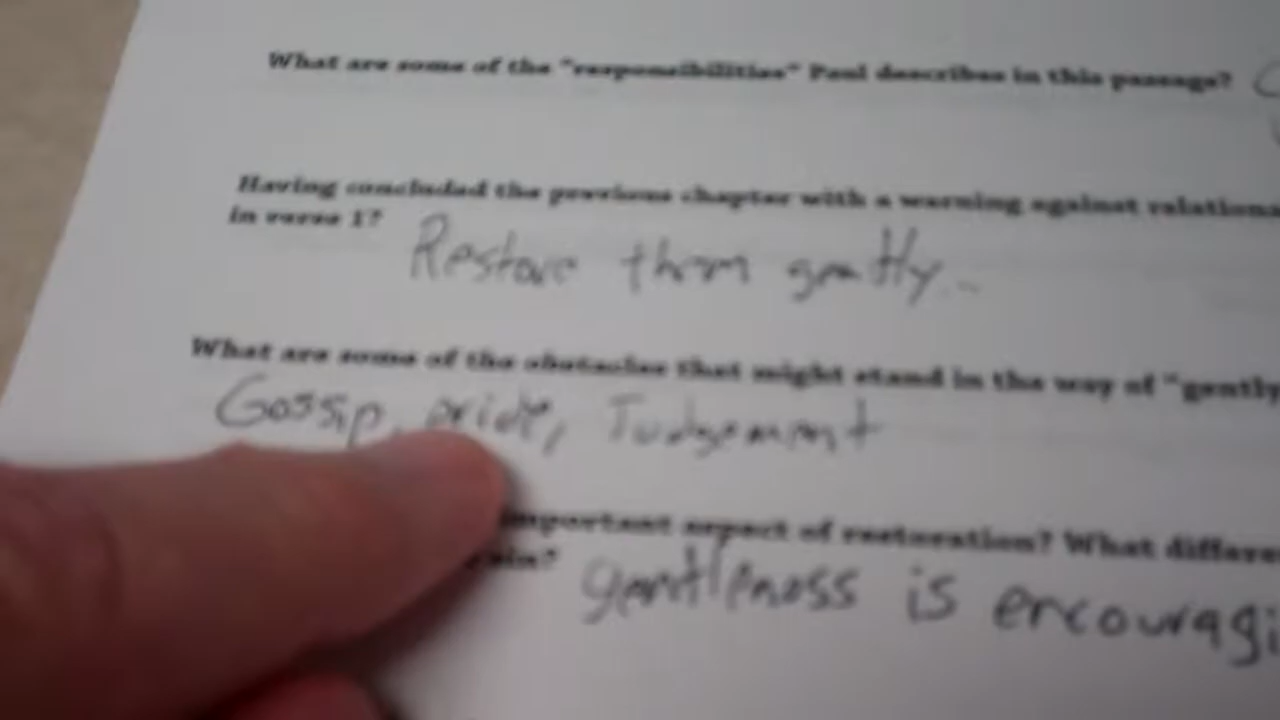 What are some of the "responsibilities" Paul describes in this passage?
Having concluded the previous chapter with a warning against relationa
in verse 1? Restore them gently.
What are some of the obstacles that might stand in the way of "gently
Gossip, pride, Judgement
important aspect of restoration? What differe
gentleness is encouragi